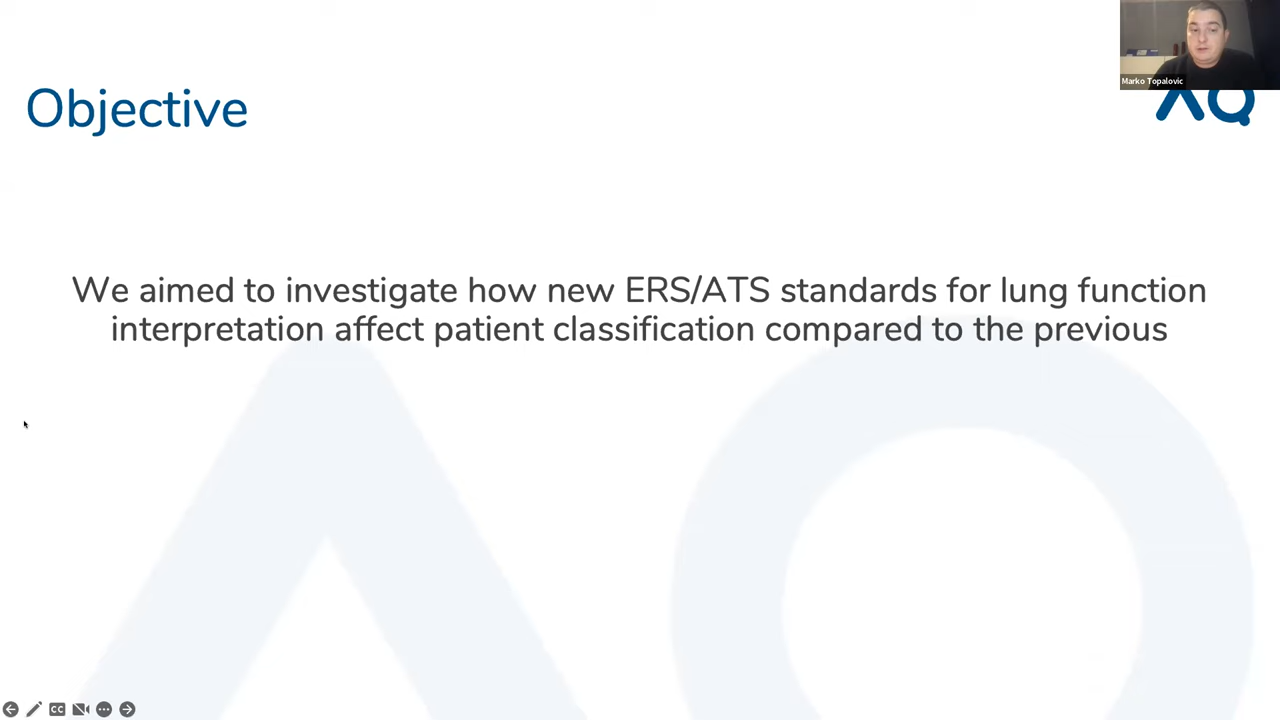 Marko Topalovic
Objective
We aimed to investigate how new ERS/ATS standards for lung function
interpretation affect patient classification compared to the previous
CC